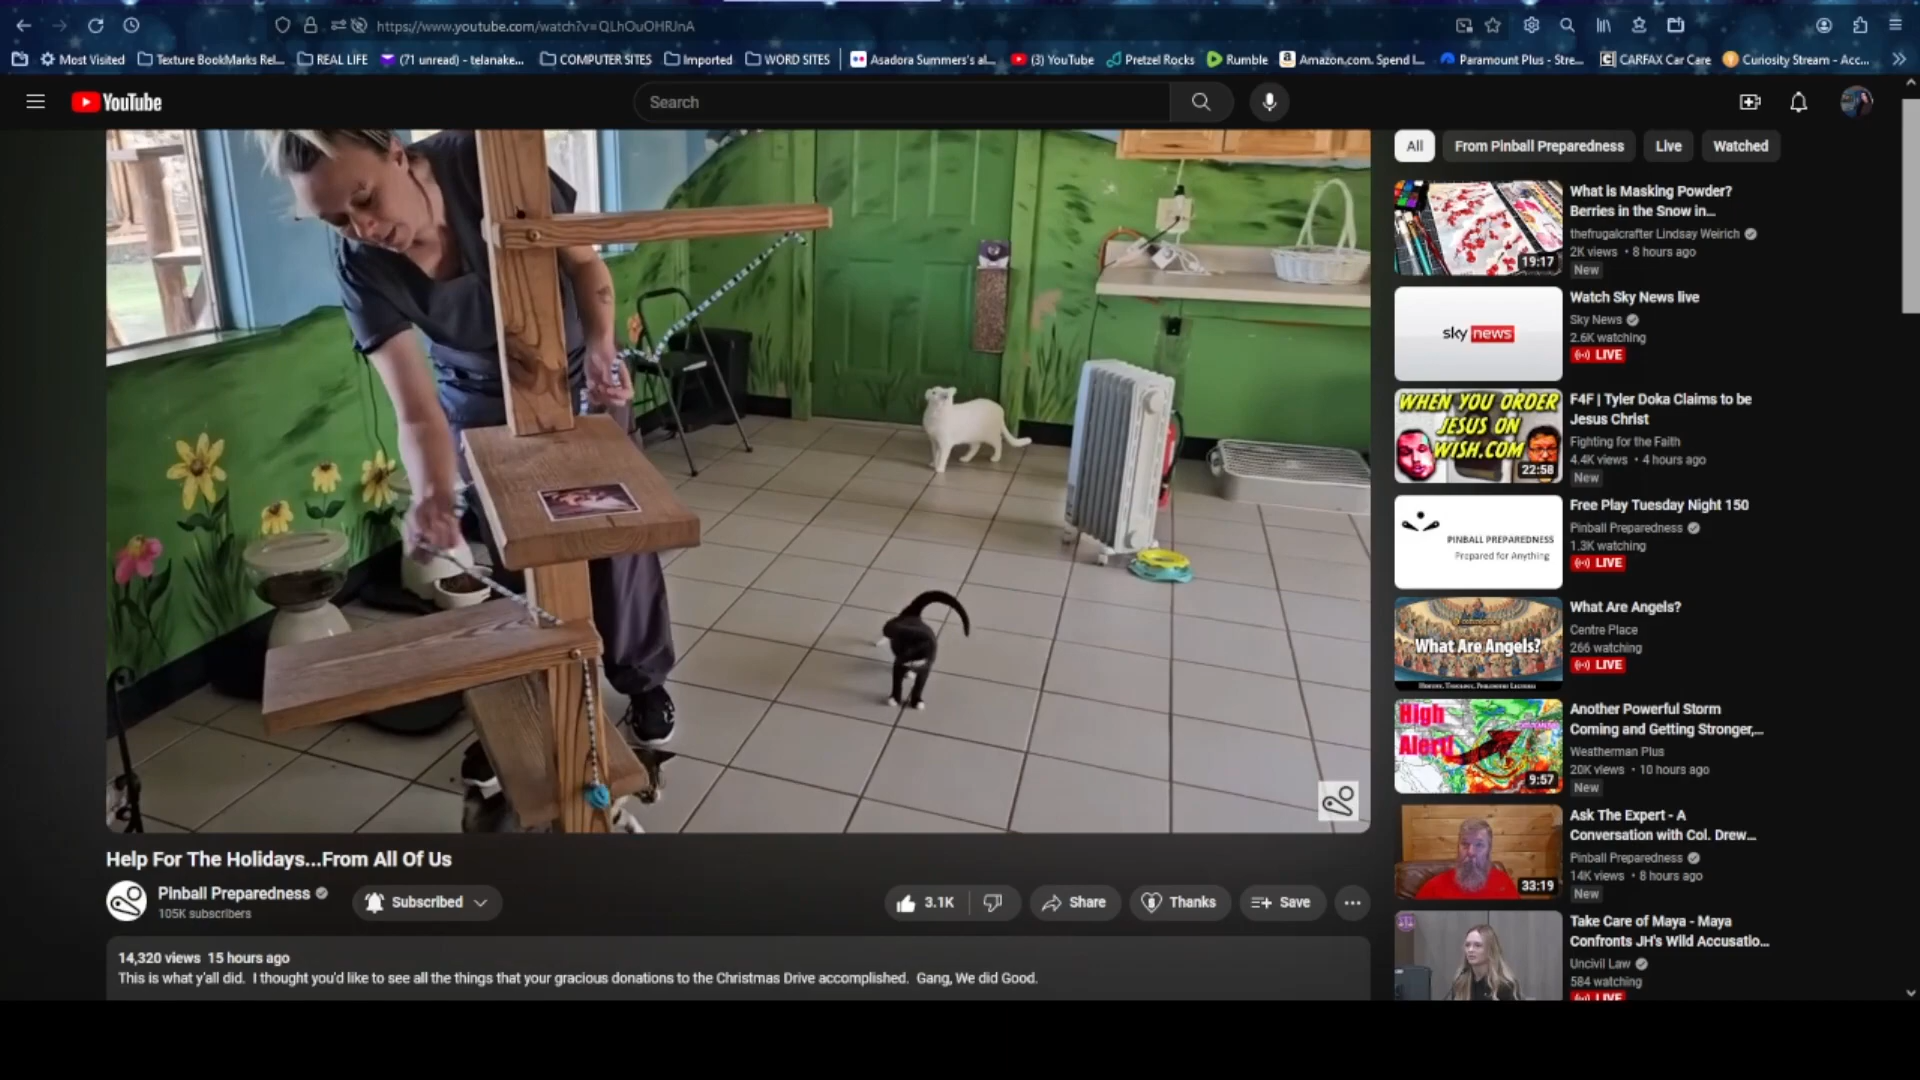 https://www.youtube.com/watch?v=QLhOuOHRJnA
Most Visited
Texture BookMarks Rel...
REAL LIFE
(71 unread) - telanake...
COMPUTER SITES
Imported
WORD SITES
Asadora Summers's al...
(3) YouTube
Pretzel Rocks
Rumble
Amazon.com. Spend l...
Paramount Plus - Stre...
CARFAX Car Care
Curiosity Stream - Acc...
YouTube
Search
All
From Pinball Preparedness
Live
Watched
19:17
What is Masking Powder?
Berries in the Snow in...
thefrugalcrafter Lindsay Weirich
2K views • 8 hours ago
New
sky news
Watch Sky News live
Sky News
2.6K watching
LIVE
WHEN YOU ORDER
JESUS ON
WISH.COM
22:58
F4F | Tyler Doka Claims to be
Jesus Christ
Fighting for the Faith
4.4K views • 4 hours ago
New
PINBALL PREPAREDNESS
Prepared for Anything
Free Play Tuesday Night 150
Pinball Preparedness
1.3K watching
LIVE
What Are Angels?
What Are Angels?
Centre Place
266 watching
LIVE
High
Alert!
9:57
Another Powerful Storm
Coming and Getting Stronger,...
Weatherman Plus
20K views • 10 hours ago
New
33:19
Ask The Expert - A
Conversation with Col. Drew...
Pinball Preparedness
14K views • 8 hours ago
New
Take Care of Maya - Maya
Confronts JH's Wild Accusatio...
Uncivil Law
584 watching
LIVE
Help For The Holidays...From All Of Us
Pinball Preparedness
105K subscribers
Subscribed
3.1K
Share
Thanks
Save
14,320 views 15 hours ago
This is what y'all did. I thought you'd like to see all the things that your gracious donations to the Christmas Drive accomplished. Gang, We did Good.